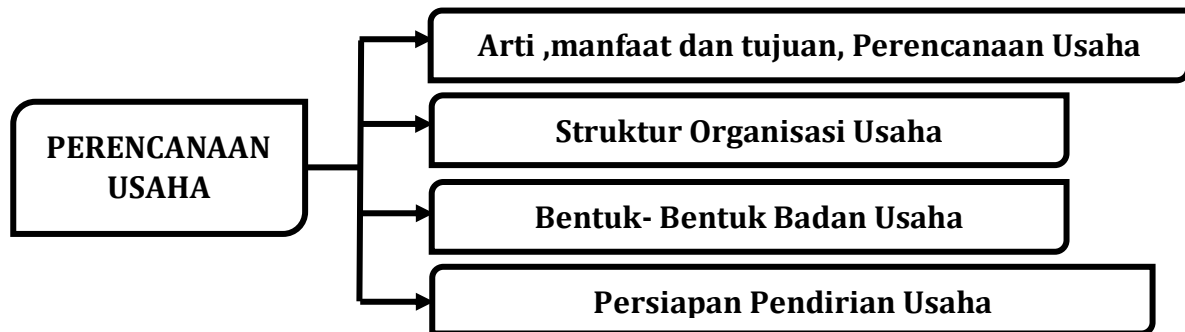 Arti ,manfaat dan tujuan, Perencanaan Usaha
Struktur Organisasi Usaha
PERENCANAAN
USAHA
Bentuk- Bentuk Badan Usaha
Persiapan Pendirian Usaha